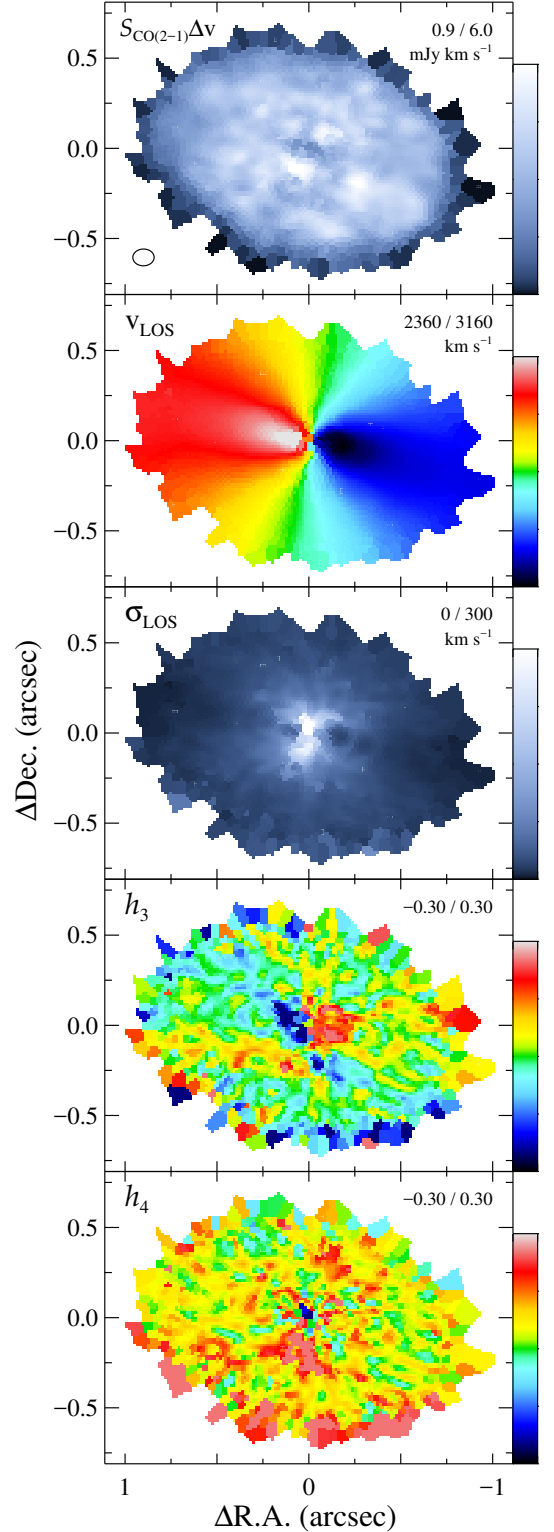 S_CO(2−1)Δv
0.9 / 6.0
mJy km s⁻¹
0.5
0.0
−0.5
v_LOS
2360 / 3160
km s⁻¹
0.5
0.0
−0.5
σ_LOS
0 / 300
km s⁻¹
0.5
0.0
−0.5
ΔDec. (arcsec)
h₃
−0.30 / 0.30
0.5
0.0
−0.5
h₄
−0.30 / 0.30
0.5
0.0
−0.5
1 0 −1
ΔR.A. (arcsec)